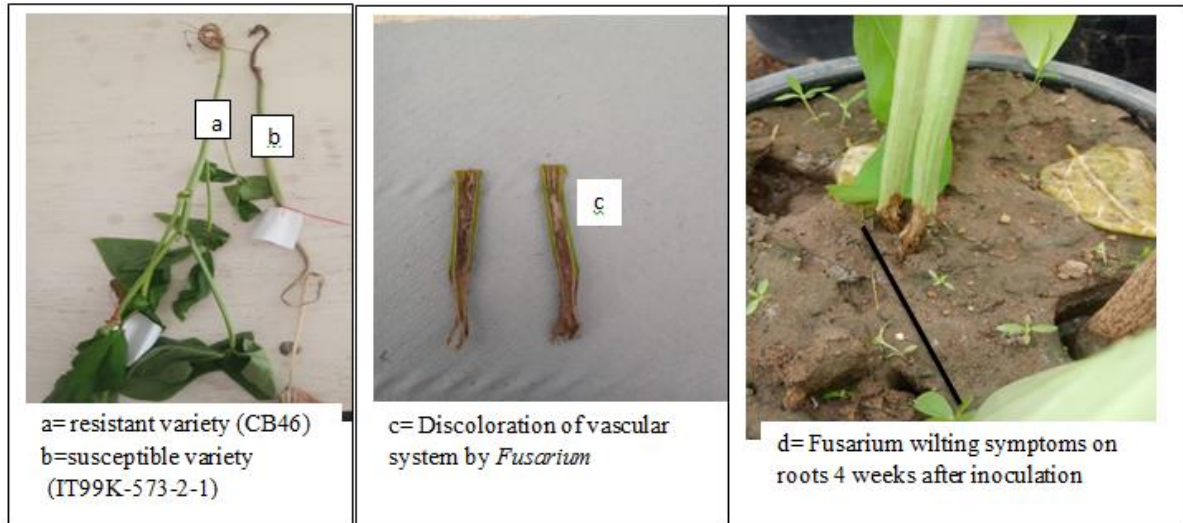 a
b
c
a= resistant variety (CB46)
b=susceptible variety
(IT99K-573-2-1)
c= Discoloration of vascular
system by Fusarium
d= Fusarium wilting symptoms on
roots 4 weeks after inoculation